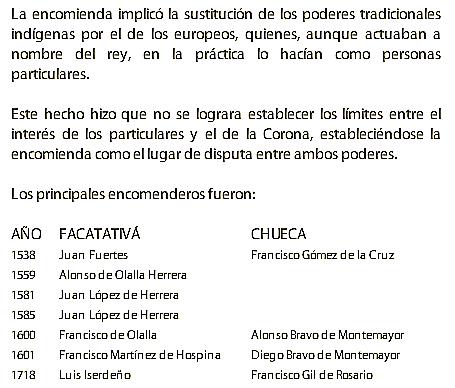 La encomienda implicó la sustitución de los poderes tradicionales
indígenas por el de los europeos, quienes, aunque actuaban a
nombre del rey, en la práctica lo hacían como personas
particulares.
Este hecho hizo que no se lograra establecer los límites entre el
interés de los particulares y el de la Corona, estableciéndose la
encomienda como el lugar de disputa entre ambos poderes.
Los principales encomenderos fueron:
AÑO FACATATIVÁ CHUECA
1538 Juan Fuertes Francisco Gómez de la Cruz
1559 Alonso de Olalla Herrera
1581 Juan López de Herrera
1585 Juan López de Herrera
1600 Francisco de Olalla Alonso Bravo de Montemayor
1601 Francisco Martínez de Hospina Diego Bravo de Montemayor
1718 Luis Iserdeño Francisco Gil de Rosario